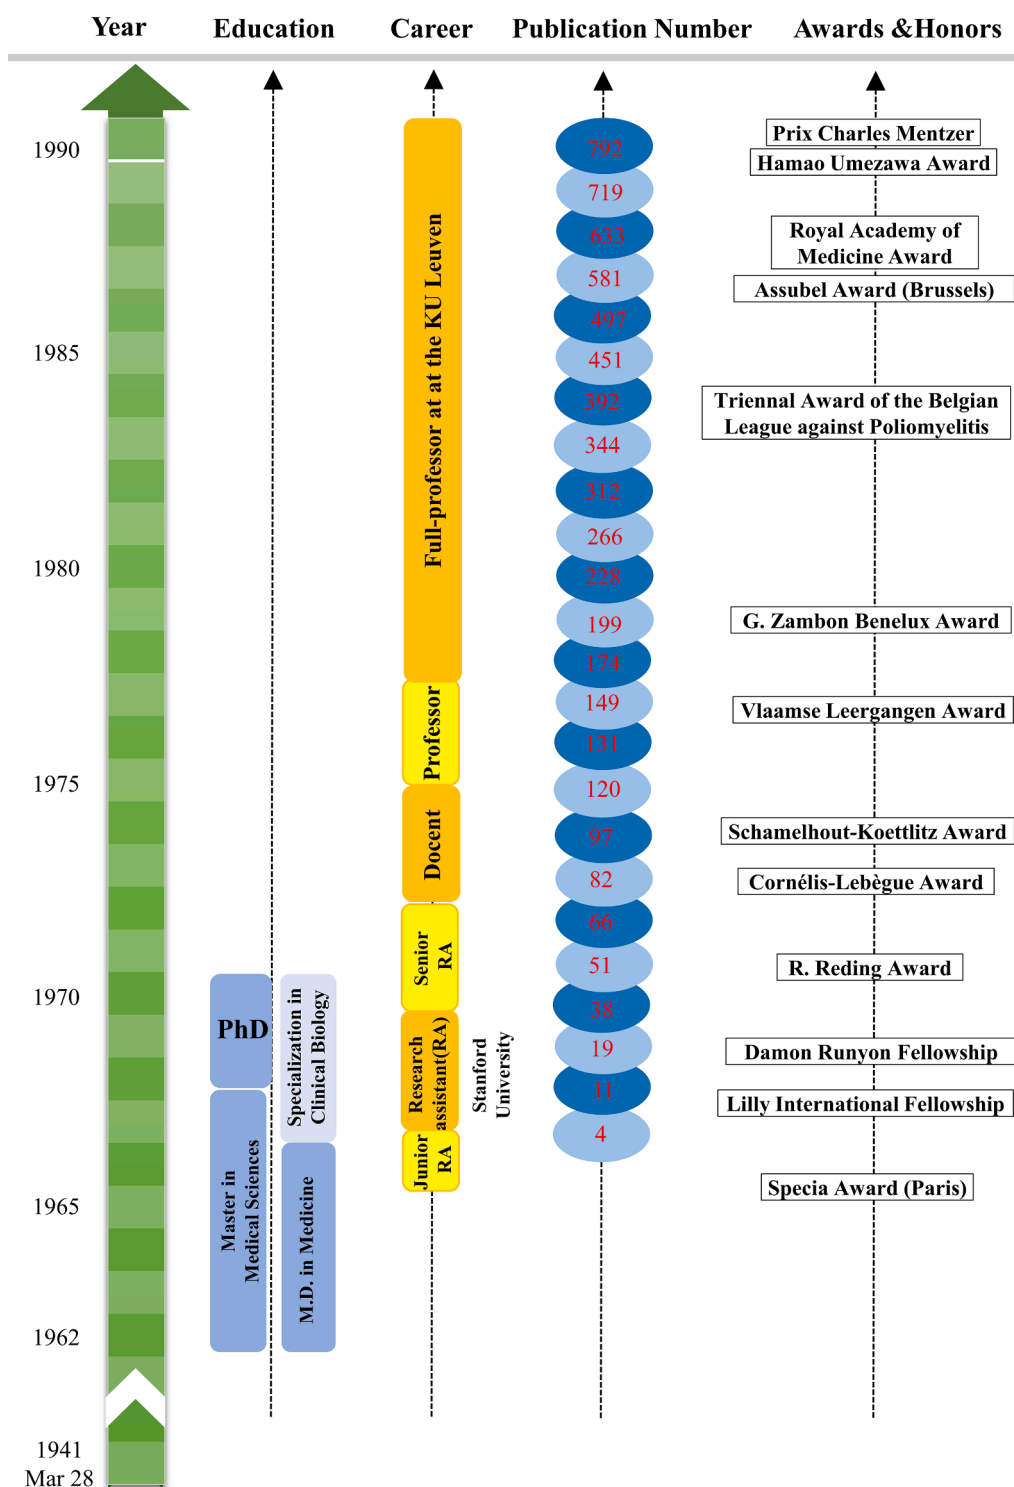 Year Education Career Publication Number Awards &Honors
1990
1985
1980
1975
1970
1965
1962
1941
Mar 28
PhD
Master in
Medical Sciences
Specialization in
Clinical Biology
M.D. in Medicine
Full-professor at at the KU Leuven
Professor
Docent
Senior
RA
Research
assistant(RA)
Junior
RA
Stanford
University
792
719
633
581
497
451
392
344
312
266
228
199
174
149
131
120
97
82
66
51
38
19
11
4
Prix Charles Mentzer
Hamao Umezawa Award
Royal Academy of
Medicine Award
Assubel Award (Brussels)
Triennal Award of the Belgian
League against Poliomyelitis
G. Zambon Benelux Award
Vlaamse Leergangen Award
Schamelhout-Koettlitz Award
Cornélis-Lebègue Award
R. Reding Award
Damon Runyon Fellowship
Lilly International Fellowship
Specia Award (Paris)